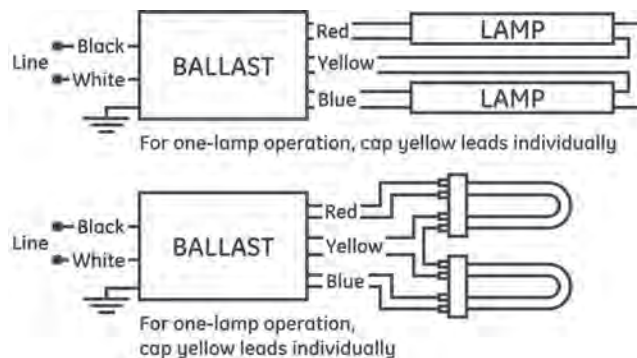 Red
LAMP
Black
Line
BALLAST
Yellow
White
Blue
LAMP
For one-lamp operation, cap yellow leads individually
Red
Black
Line
BALLAST
Yellow
White
Blue
For one-lamp operation,
cap yellow leads individually